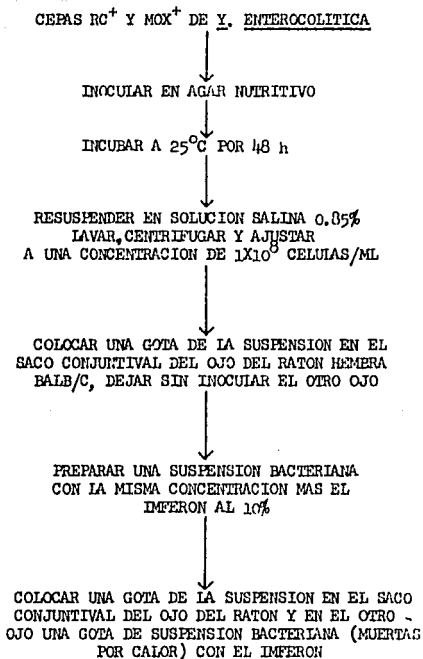 CEPAS RC+ Y MOX+ DE Y. ENTEROCOLITICA
INOCULAR EN AGAR NUTRITIVO
INCUBAR A 25°C POR 48 h
RESUSPENDER EN SOLUCION SALINA 0.85%
LAVAR, CENTRIFUGAR Y AJUSTAR
A UNA CONCENTRACION DE 1X10⁸ CELULAS/ML
COLOCAR UNA GOTA DE LA SUSPENSION EN EL
SACO CONJUNTIVAL DEL OJO DEL RATON HEMBRA
BALB/C, DEJAR SIN INOCULAR EL OTRO OJO
PREPARAR UNA SUSPENSION BACTERIANA
CON LA MISMA CONCENTRACION MAS EL
IMFERON AL 10%
COLOCAR UNA GOTA DE LA SUSPENSION EN EL SACO
CONJUNTIVAL DEL OJO DEL RATON Y EN EL OTRO -
OJO UNA GOTA DE SUSPENSION BACTERIANA (MUERTAS
POR CALOR) CON EL IMFERON